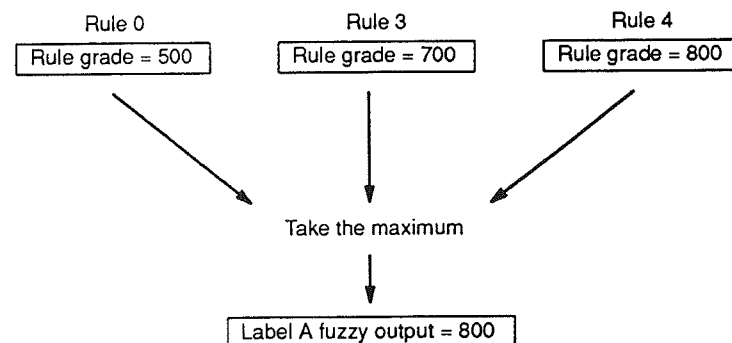 Rule 0
Rule 3
Rule 4
Rule grade = 500
Rule grade = 700
Rule grade = 800
Take the maximum
Label A fuzzy output = 800